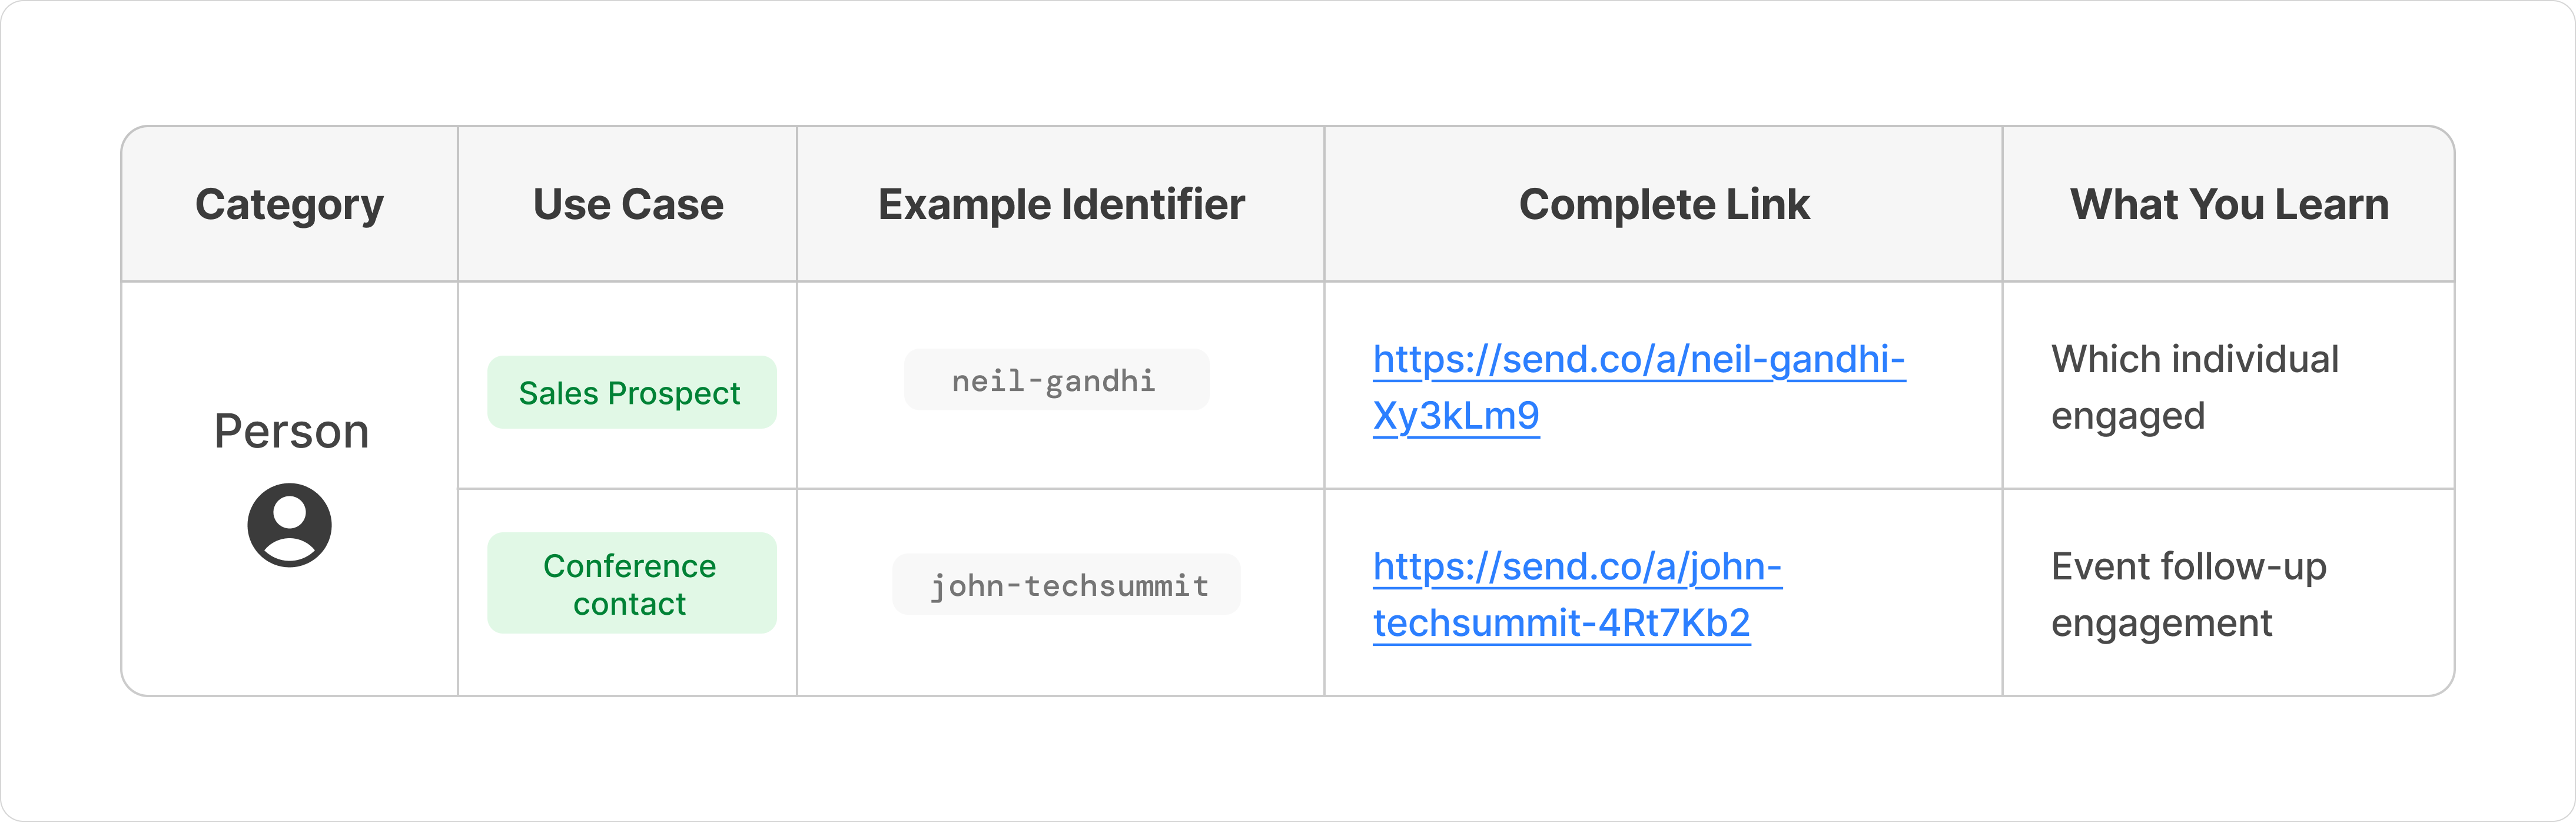 Category
Use Case
Example Identifier
Complete Link
What You Learn
Person
Sales Prospect
neil-gandhi
https://send.co/a/neil-gandhi-
Xy3kLm9
Which individual
engaged
Conference
contact
john-techsummit
https://send.co/a/john-
techsummit-4Rt7Kb2
Event follow-up
engagement